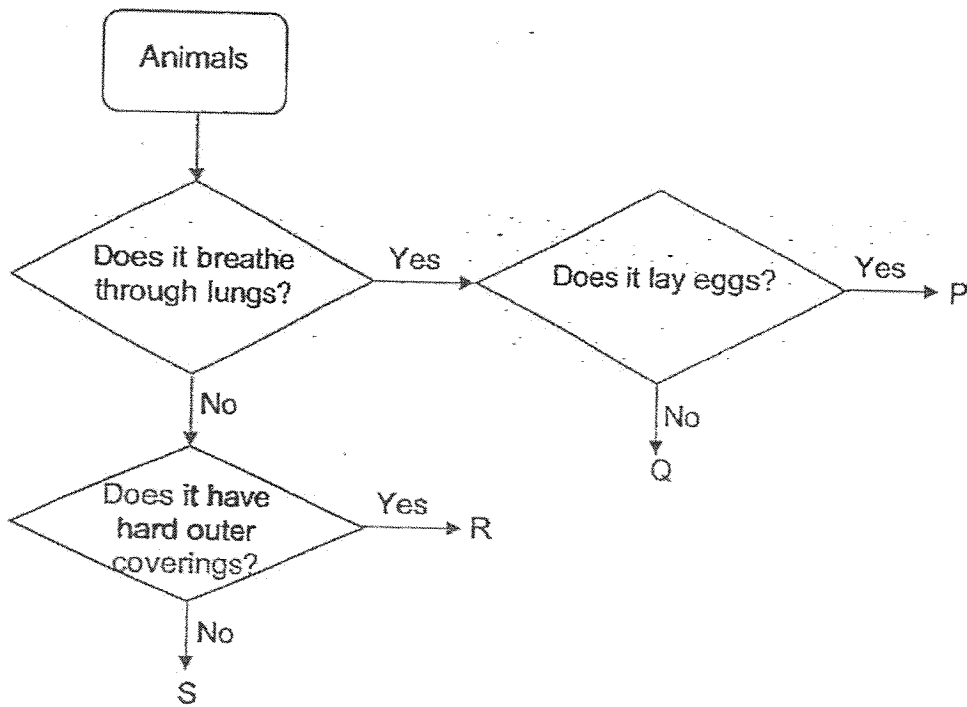 Animals
Does it breathe
through lungs?
Yes
Does it lay eggs?
Yes
P
No
Q
No
Does it have
hard outer
coverings?
Yes
R
No
S